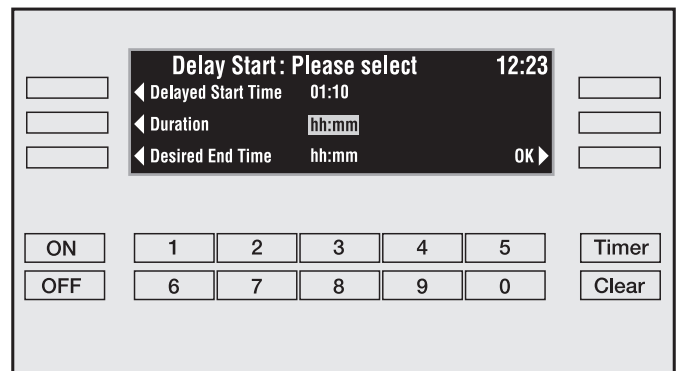 Delay Start: Please select 12:23
Delayed Start Time 01:10
Duration hh:mm
Desired End Time hh:mm OK
ON 1 2 3 4 5 Timer
OFF 6 7 8 9 0 Clear